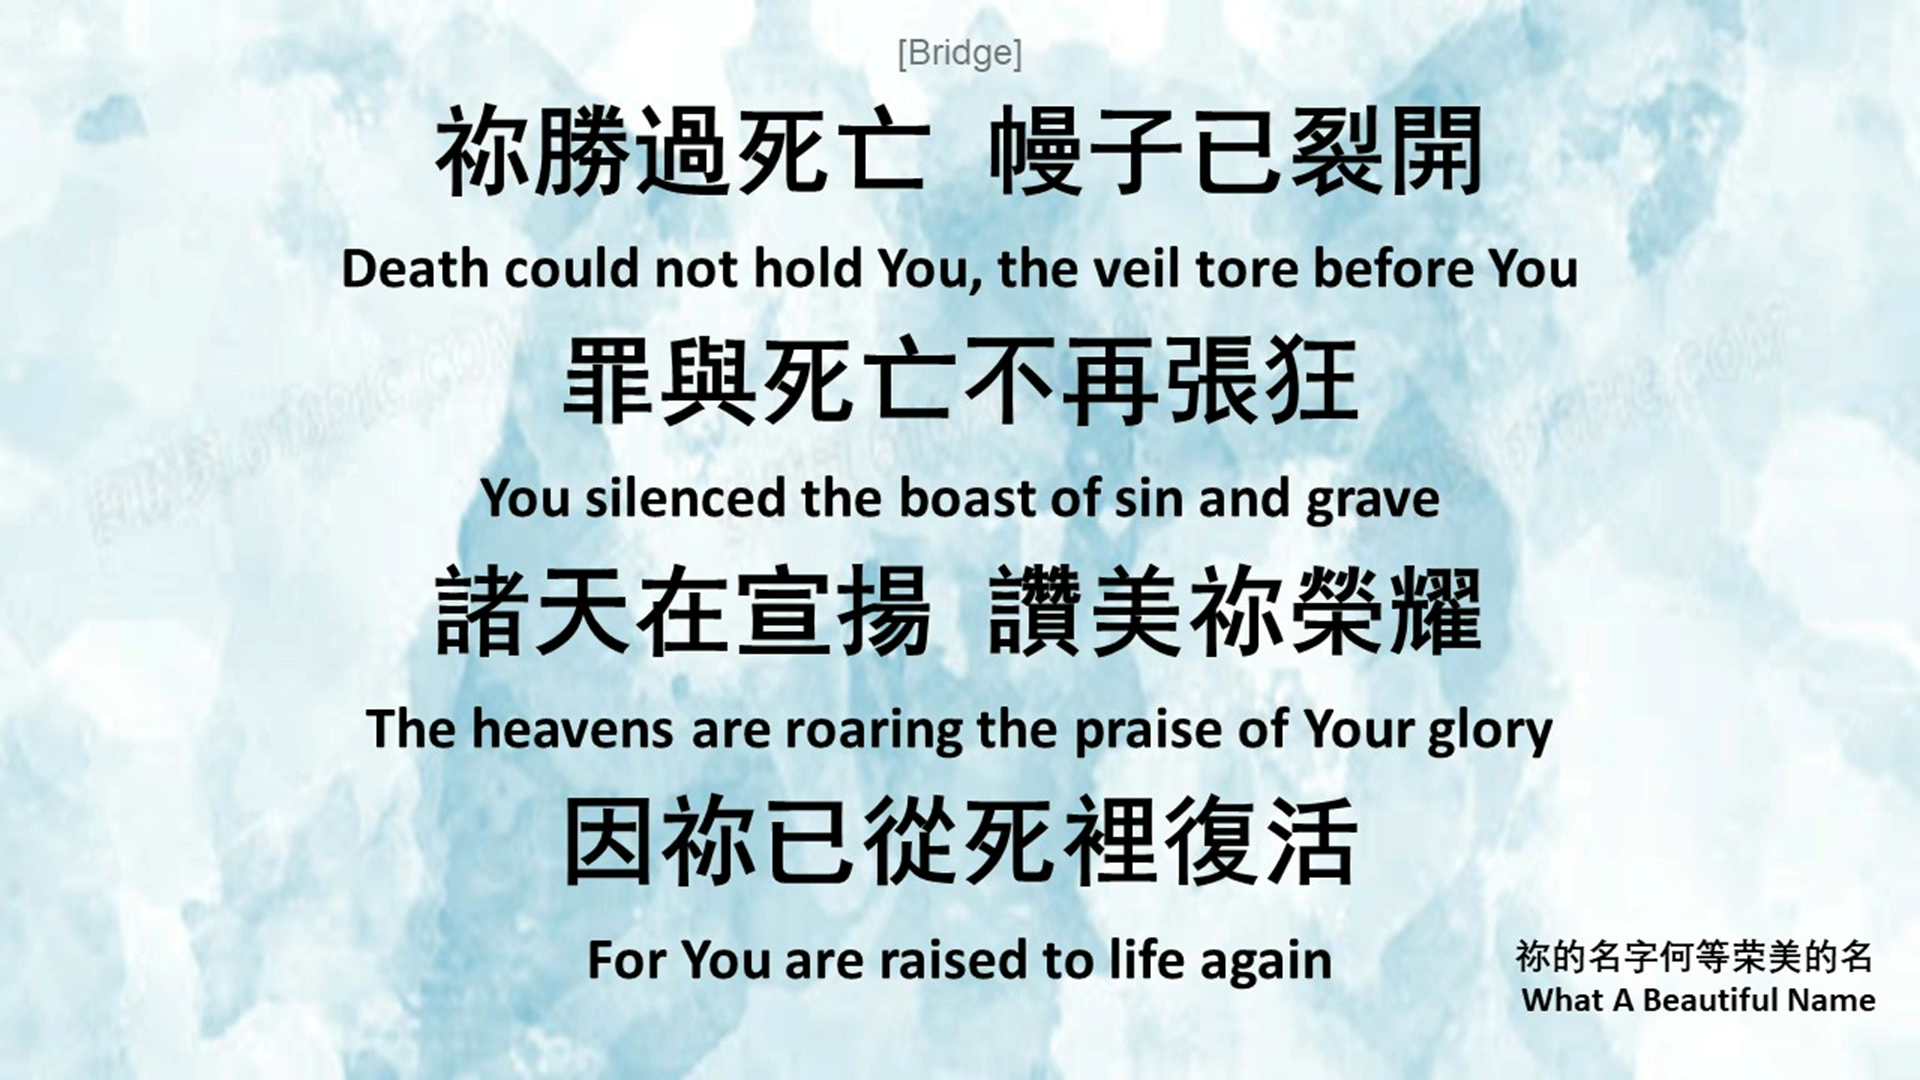 [Bridge]
祢勝過死亡 幔子已裂開
Death could not hold You, the veil tore before You
罪與死亡不再張狂
You silenced the boast of sin and grave
諸天在宣揚 讚美祢榮耀
The heavens are roaring the praise of Your glory
因祢已從死裡復活
For You are raised to life again
祢的名字何等荣美的名
What A Beautiful Name